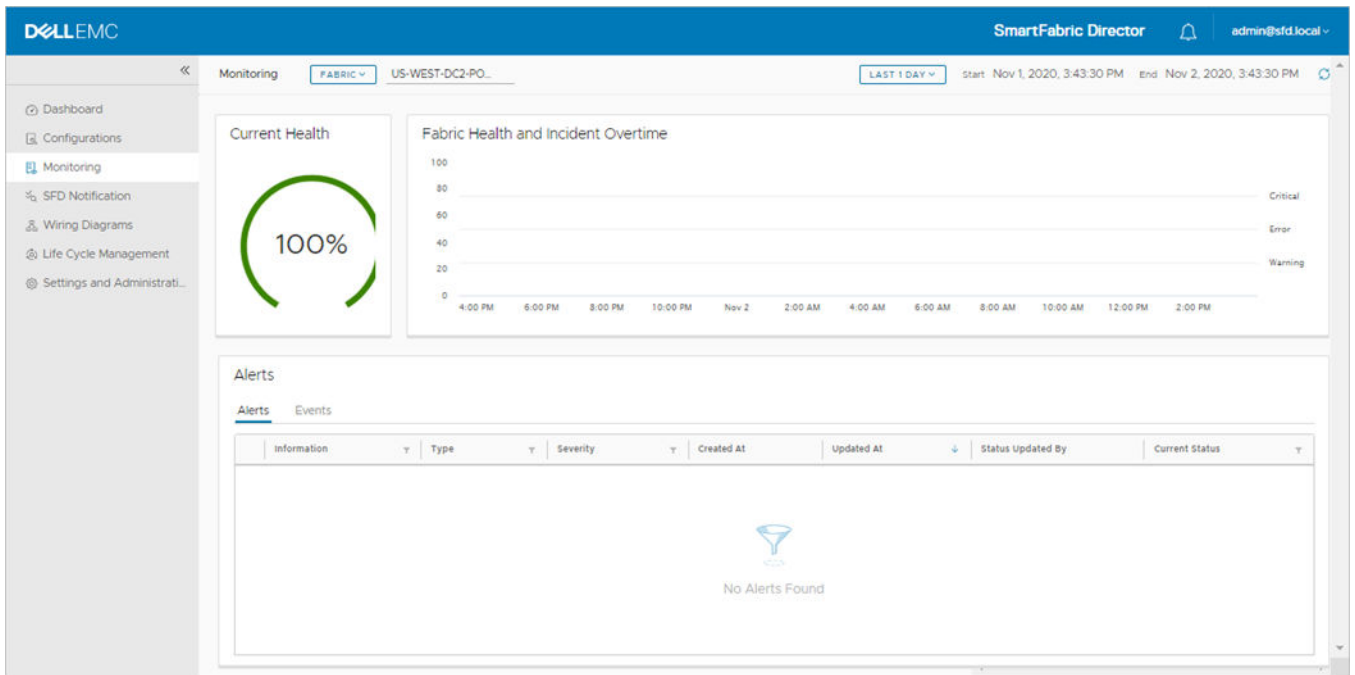 DELLEMC
SmartFabric Director
admin@sfd.local
Monitoring FABRIC US-WEST-DC2-PO... LAST 1 DAY Start Nov 1, 2020, 3:43:30 PM End Nov 2, 2020, 3:43:30 PM
Dashboard
Configurations
Monitoring
SFD Notification
Wiring Diagrams
Life Cycle Management
Settings and Administrati...
Current Health
100%
Fabric Health and Incident Overtime
100
80
60
40
20
0
Critical
Error
Warning
4:00 PM 6:00 PM 8:00 PM 10:00 PM Nov 2 2:00 AM 4:00 AM 6:00 AM 8:00 AM 10:00 AM 12:00 PM 2:00 PM
Alerts
Alerts Events
Information Type Severity Created At Updated At Status Updated By Current Status
No Alerts Found